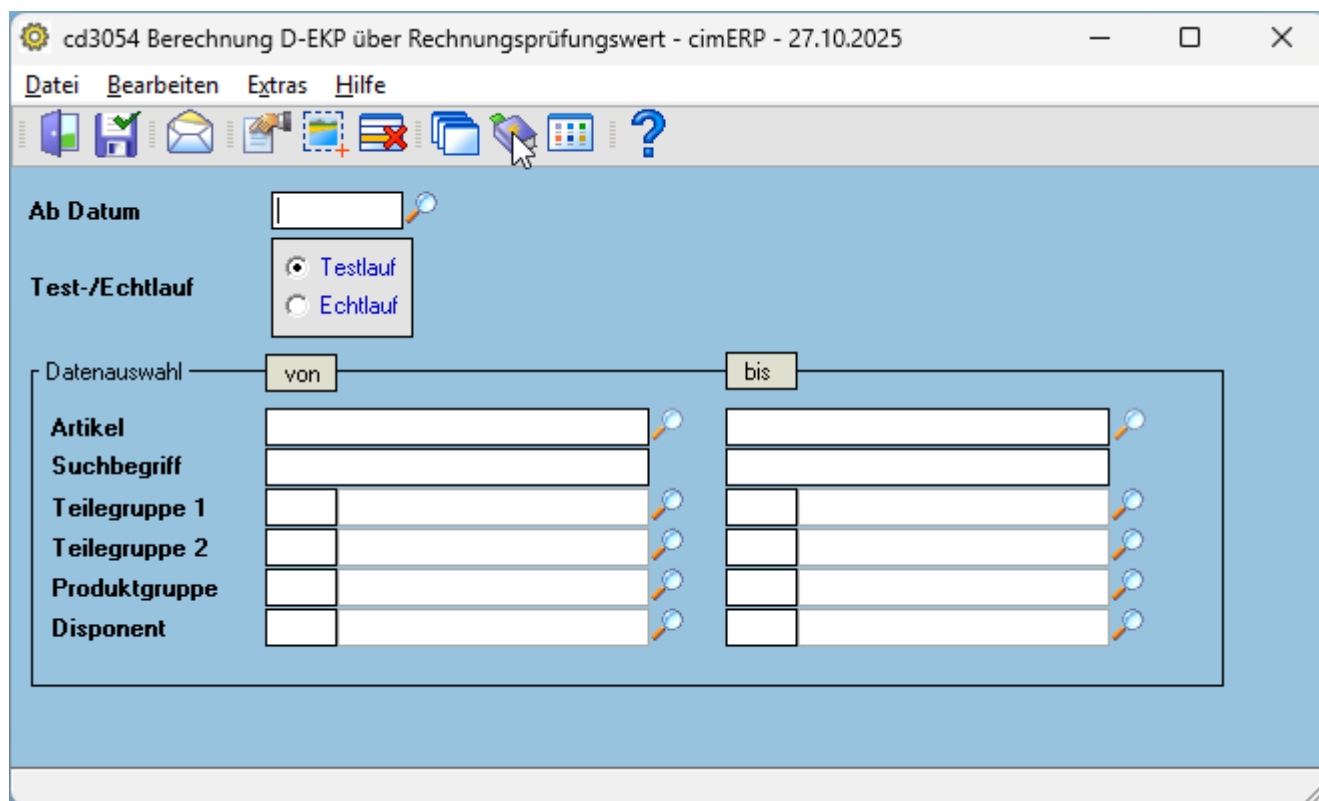 cd3054 Berechnung D-EKP über Rechnungsprüfungswert - cimERP - 27.10.2025
Datei Bearbeiten Extras Hilfe
Ab Datum
Test-/Echtlauf
Testlauf
Echtlauf
Datenauswahl von bis
Artikel
Suchbegriff
Teilegruppe 1
Teilegruppe 2
Produktgruppe
Disponent